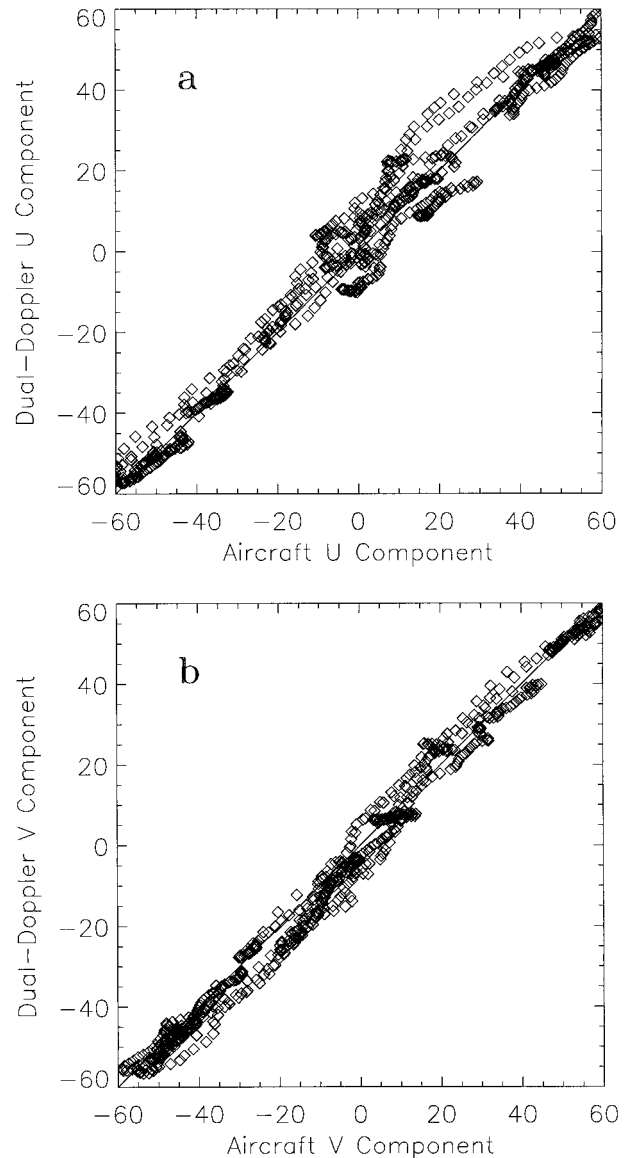 60
a
40
20
0
−20
−40
−60
Dual−Doppler U Component
−60 −40 −20 0 20 40 60
Aircraft U Component
60
b
40
20
0
−20
−40
−60
Dual−Doppler V Component
−60 −40 −20 0 20 40 60
Aircraft V Component